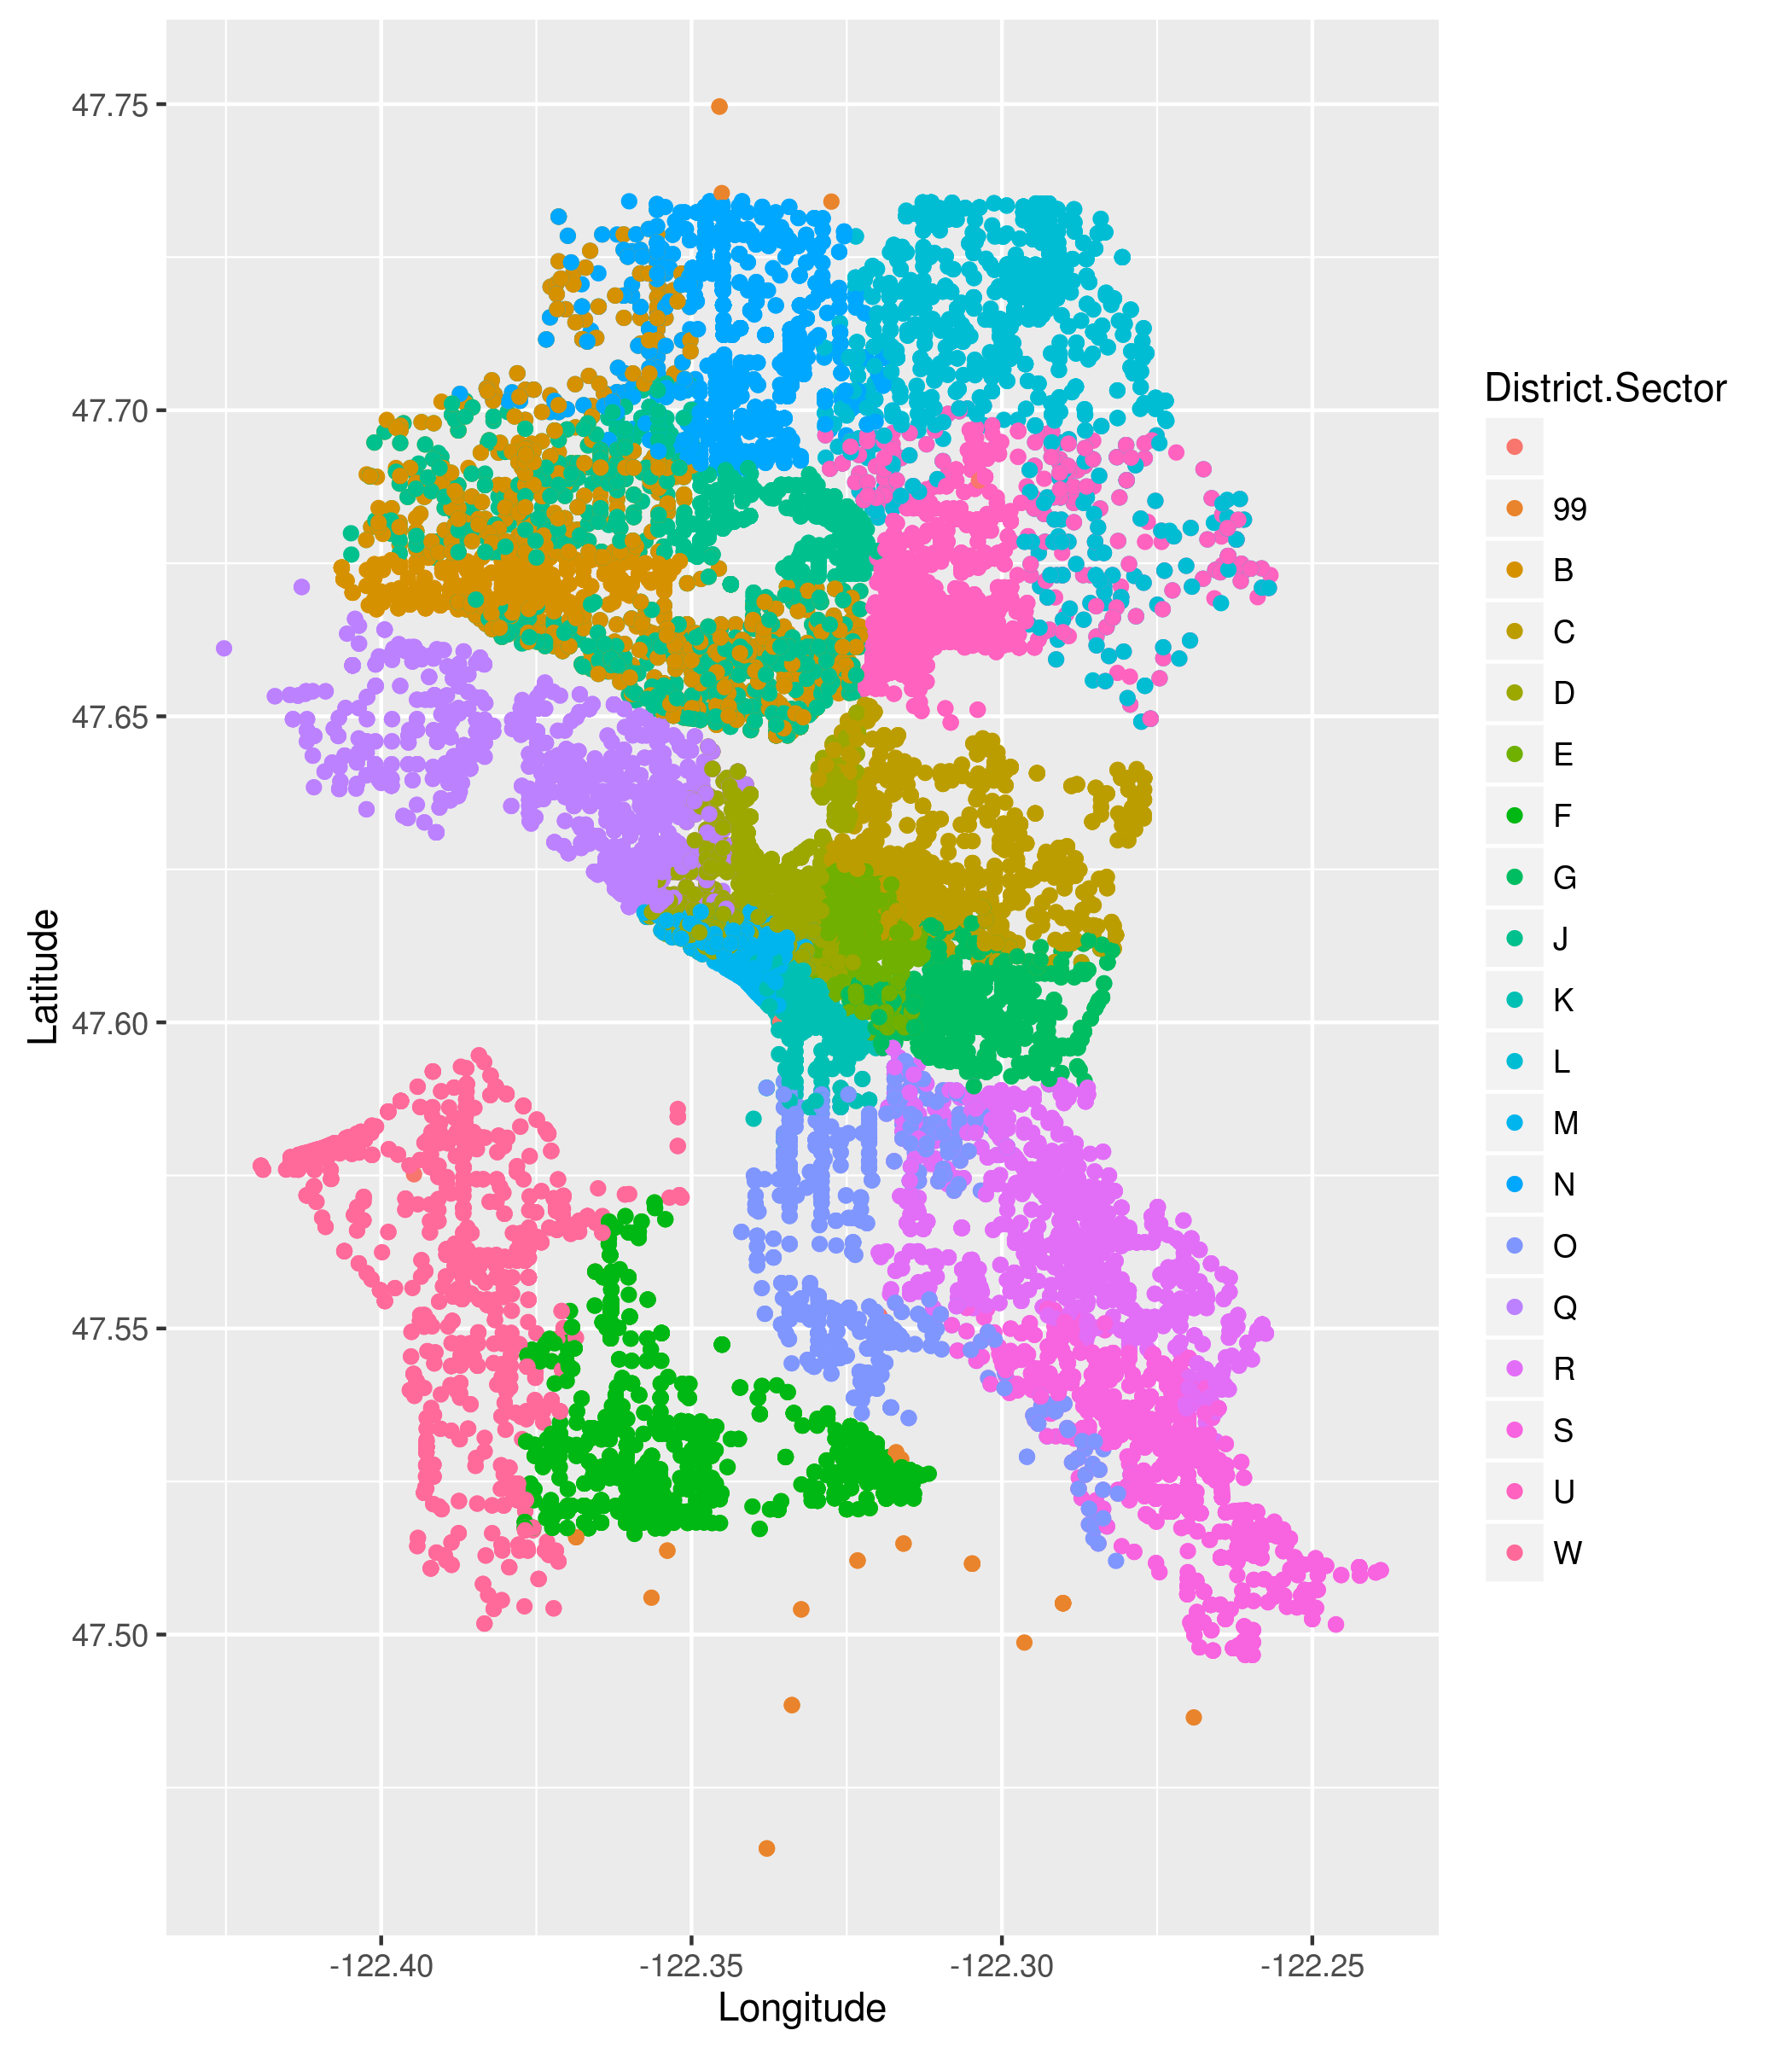 47.75
47.70
47.65
47.60
47.55
47.50
Latitude
-122.40
-122.35
-122.30
-122.25
Longitude
District.Sector
99
B
C
D
E
F
G
J
K
L
M
N
O
Q
R
S
U
W